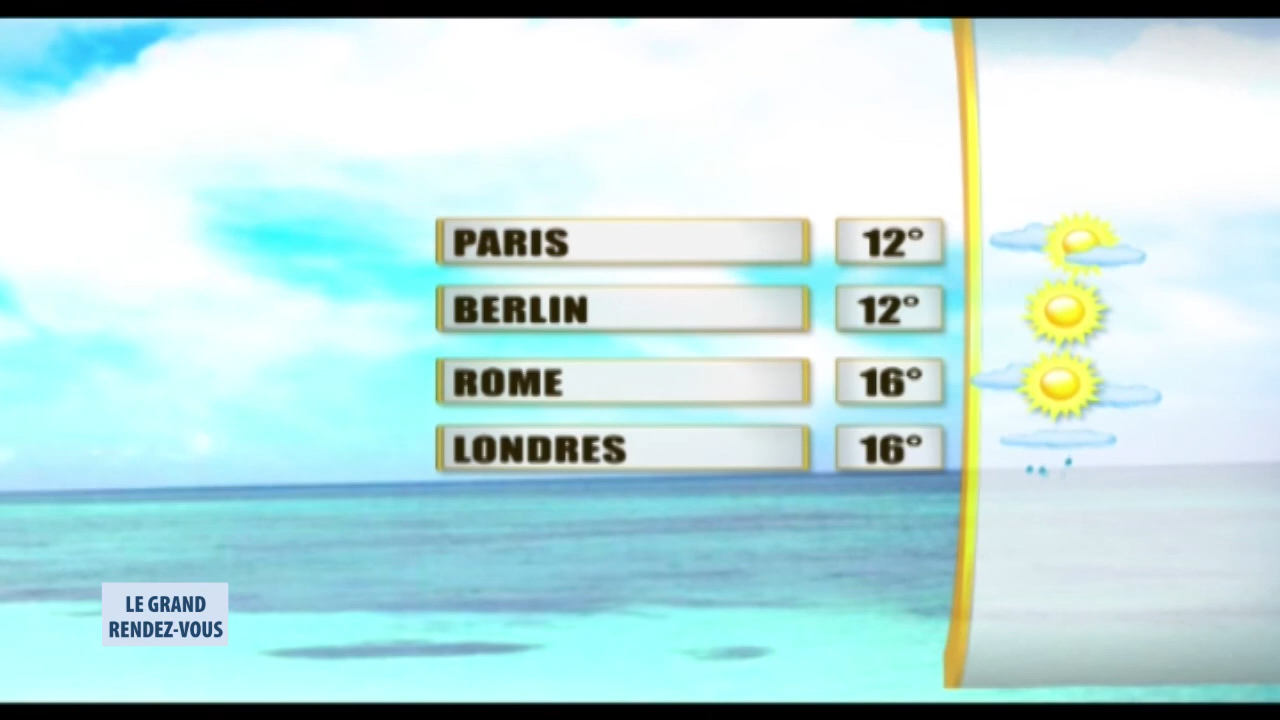 PARIS 12°
BERLIN 12°
ROME 16°
LONDRES 16°
LE GRAND
RENDEZ-VOUS